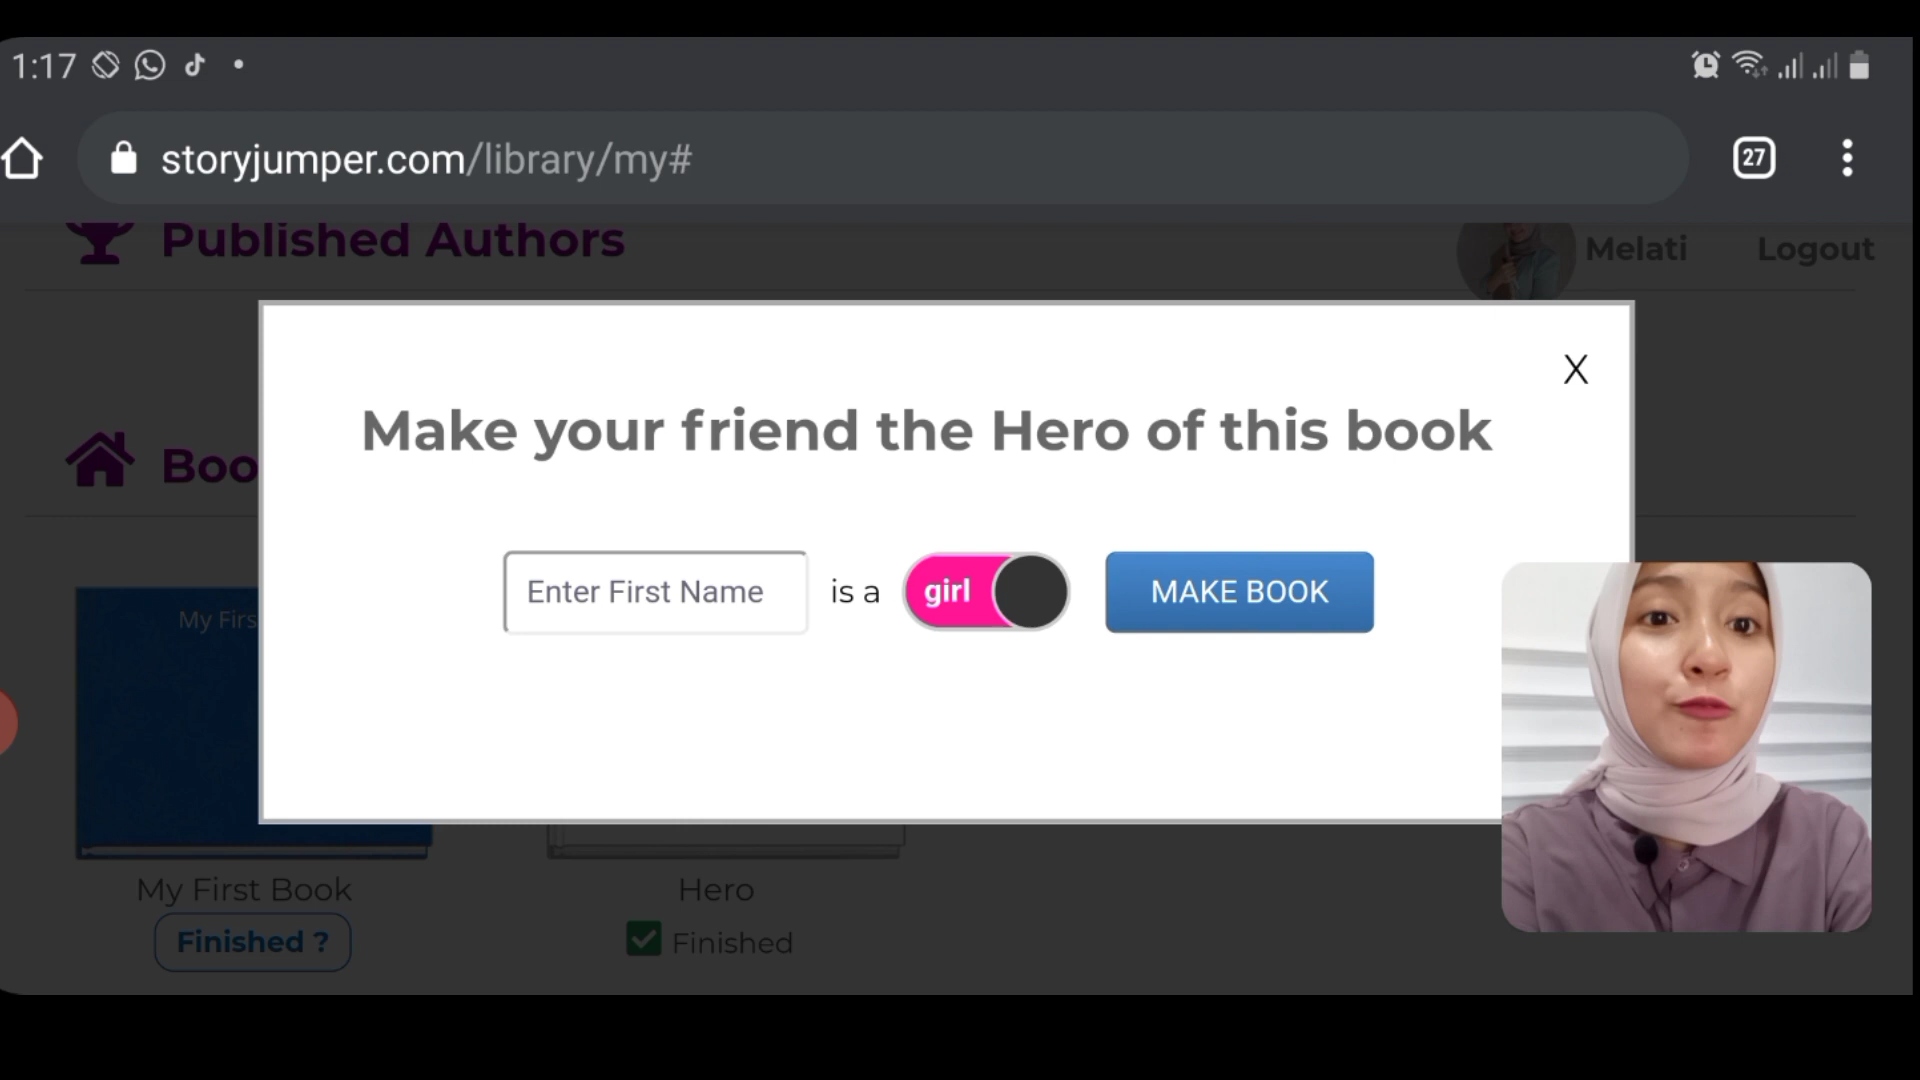 1:17
storyjumper.com/library/my#
27
Published Authors
Melati
Logout
X
Make your friend the Hero of this book
Boo
Enter First Name
is a
girl
MAKE BOOK
My Firs
My First Book
Hero
Finished ?
Finished